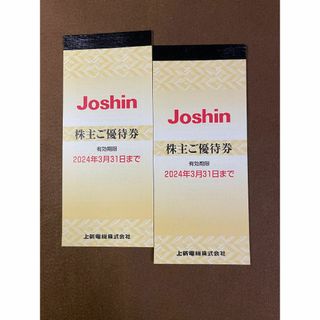 Joshin
株主ご優待券
有効期限
2024年3月31日まで
上新電機株式会社
Joshin
株主ご優待券
有効期限
2024年3月31日まで
上新電機株式会社